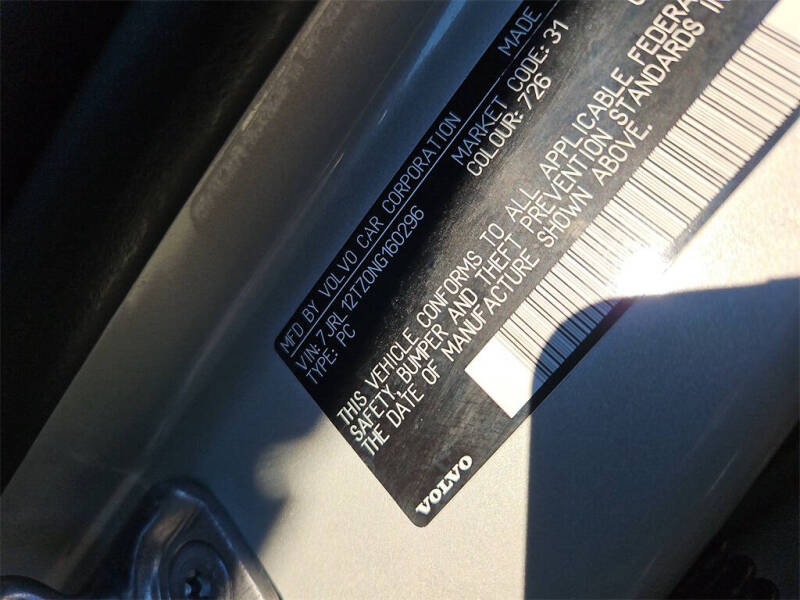 MFD BY VOLVO CAR CORPORATION MADE
VIN: 7JRL12TZ0NG160296 MARKET CODE: 31
TYPE: PC COLOUR: 726
THIS VEHICLE CONFORMS TO ALL APPLICABLE FEDERA
SAFETY, BUMPER AND THEFT PREVENTION STANDARDS IN
THE DATE OF MANUFACTURE SHOWN ABOVE.
VOLVO